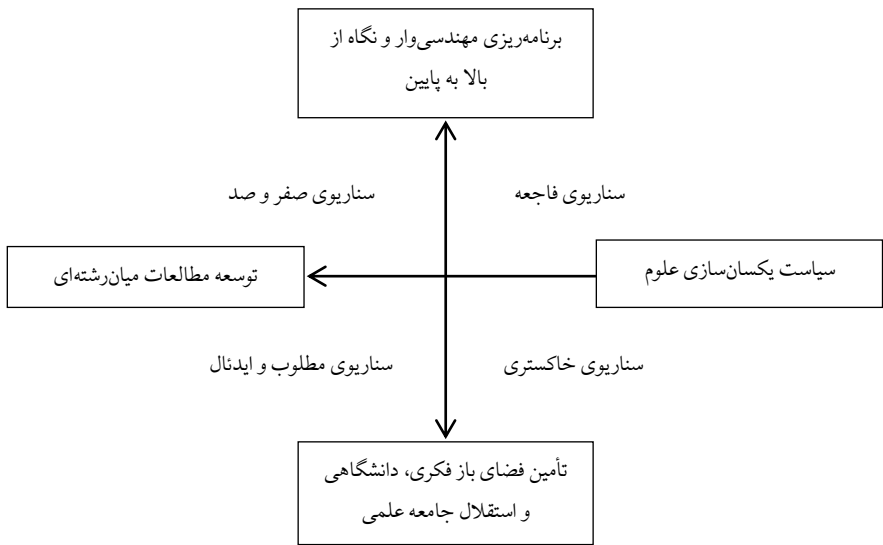 برنامه‌ریزی مهندسی‌وار و نگاه از
بالا به پایین
سناریوی فاجعه
سناریوی صفر و صد
سیاست یکسان‌سازی علوم
توسعه مطالعات میان‌رشته‌ای
سناریوی خاکستری
سناریوی مطلوب و ایدئال
تأمین فضای باز فکری، دانشگاهی
و استقلال جامعه علمی